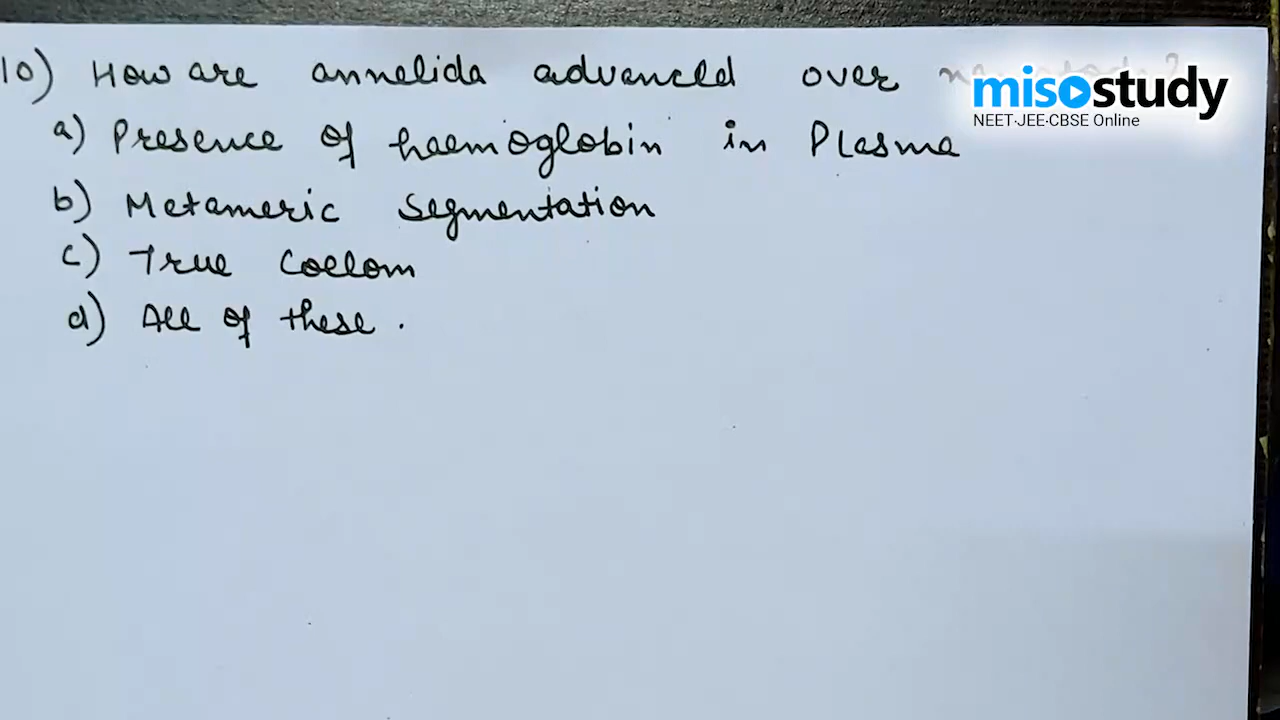 10) How are annelida advanced over
misostudy
NEET·JEE·CBSE Online
a) Presence of haemoglobin in Plasma
b) Metameric segmentation
c) True Coelom
d) All of these.